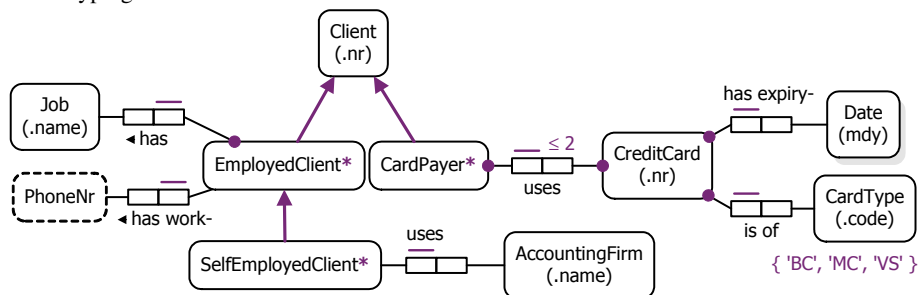 Client
(.nr)
Job
(.name)
◄ has
EmployedClient*
CardPayer*
≤ 2
uses
CreditCard
(.nr)
has expiry-
Date
(mdy)
PhoneNr
◄ has work-
is of
CardType
(.code)
{ 'BC', 'MC', 'VS' }
SelfEmployedClient*
uses
AccountingFirm
(.name)